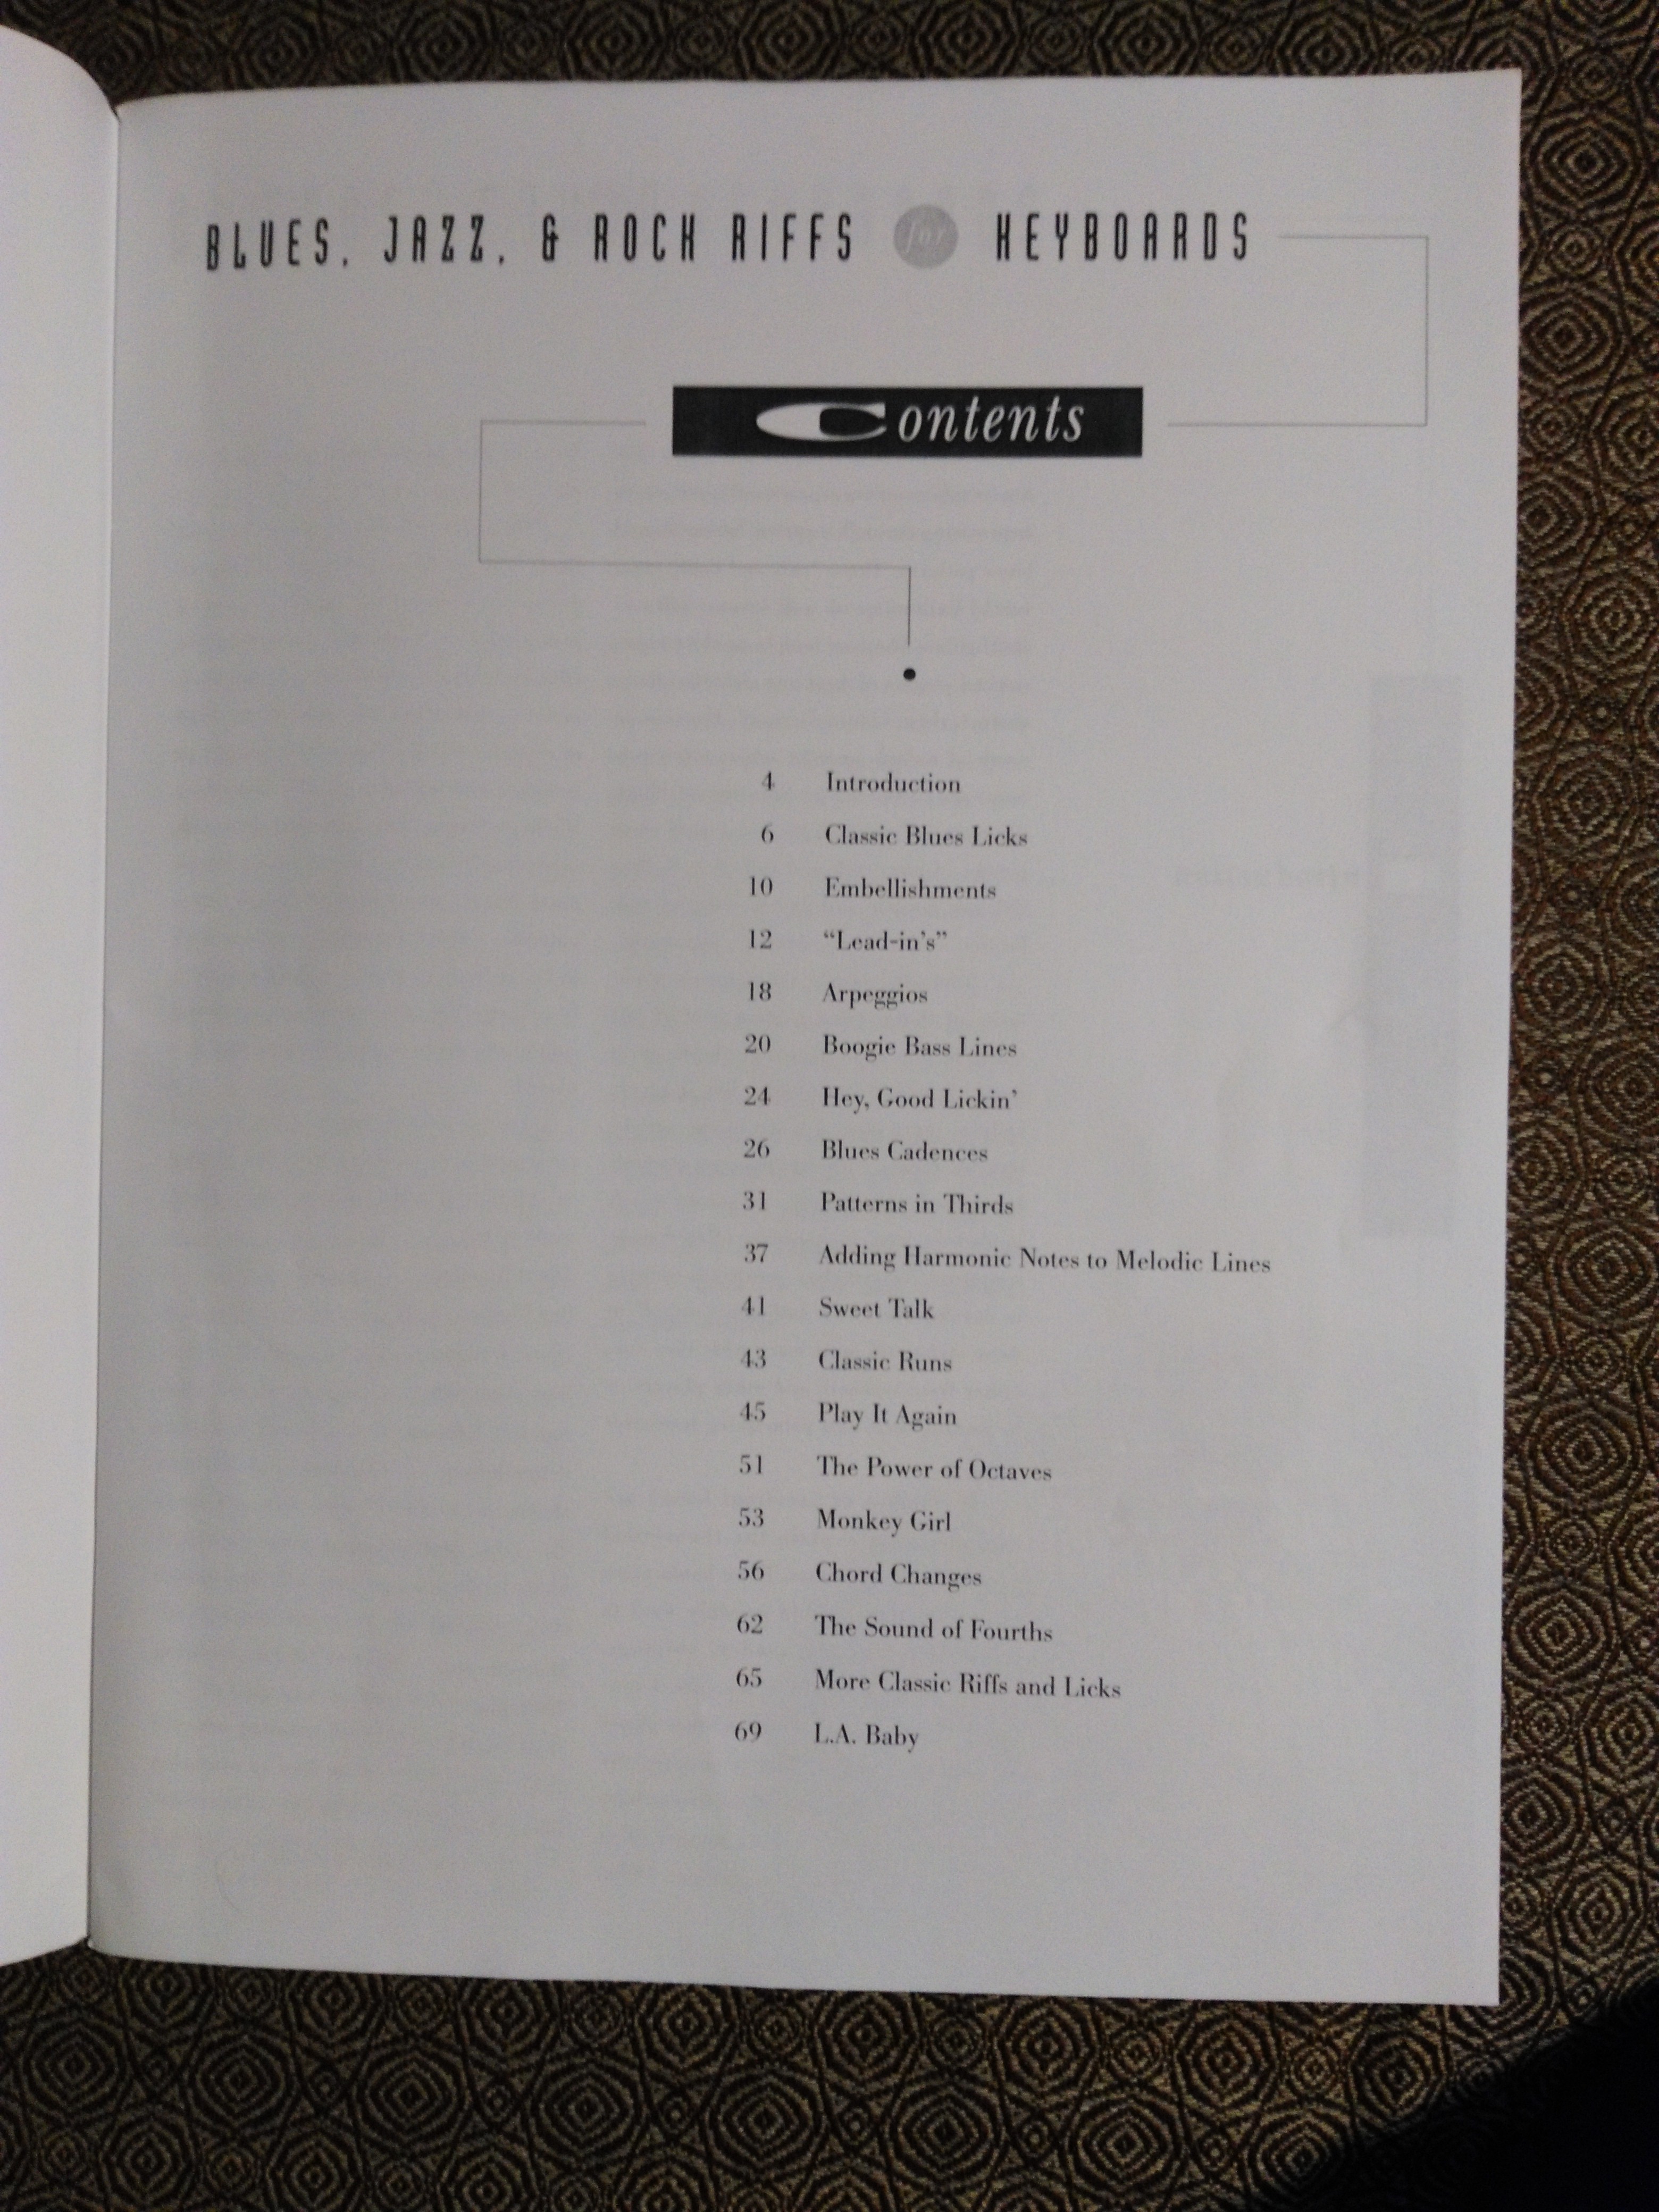 BLUES, JAZZ, & ROCK RIFFS for KEYBOARDS
Contents
4 Introduction
6 Classic Blues Licks
10 Embellishments
12 “Lead-in’s”
18 Arpeggios
20 Boogie Bass Lines
24 Hey, Good Lickin’
26 Blues Cadences
31 Patterns in Thirds
37 Adding Harmonic Notes to Melodic Lines
41 Sweet Talk
43 Classic Runs
45 Play It Again
51 The Power of Octaves
53 Monkey Girl
56 Chord Changes
62 The Sound of Fourths
65 More Classic Riffs and Licks
69 L.A. Baby